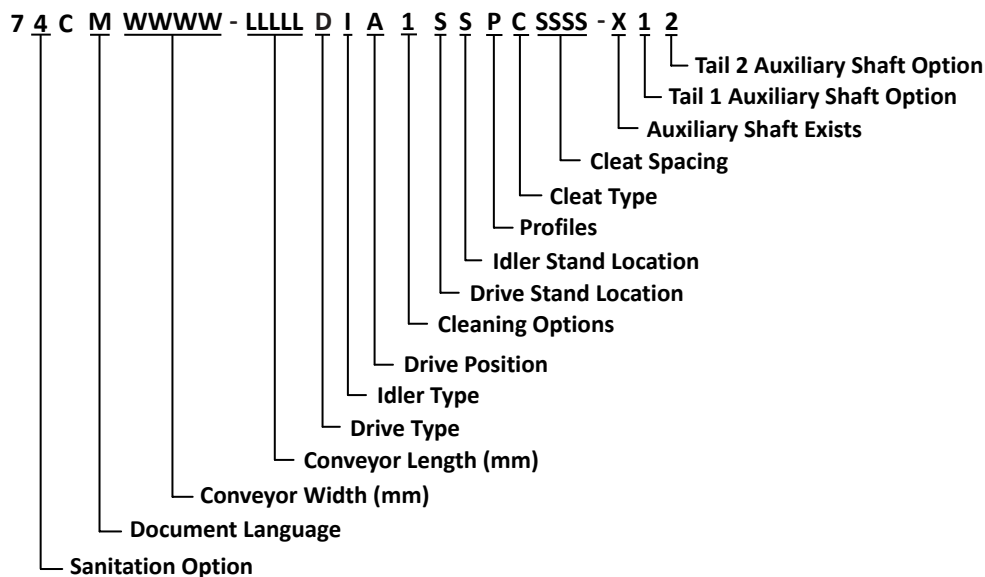 7 4 C M WWWW - LLLLL D I A 1 S S P C SSSS - X 1 2
Tail 2 Auxiliary Shaft Option
Tail 1 Auxiliary Shaft Option
Auxiliary Shaft Exists
Cleat Spacing
Cleat Type
Profiles
Idler Stand Location
Drive Stand Location
Cleaning Options
Drive Position
Idler Type
Drive Type
Conveyor Length (mm)
Conveyor Width (mm)
Document Language
Sanitation Option